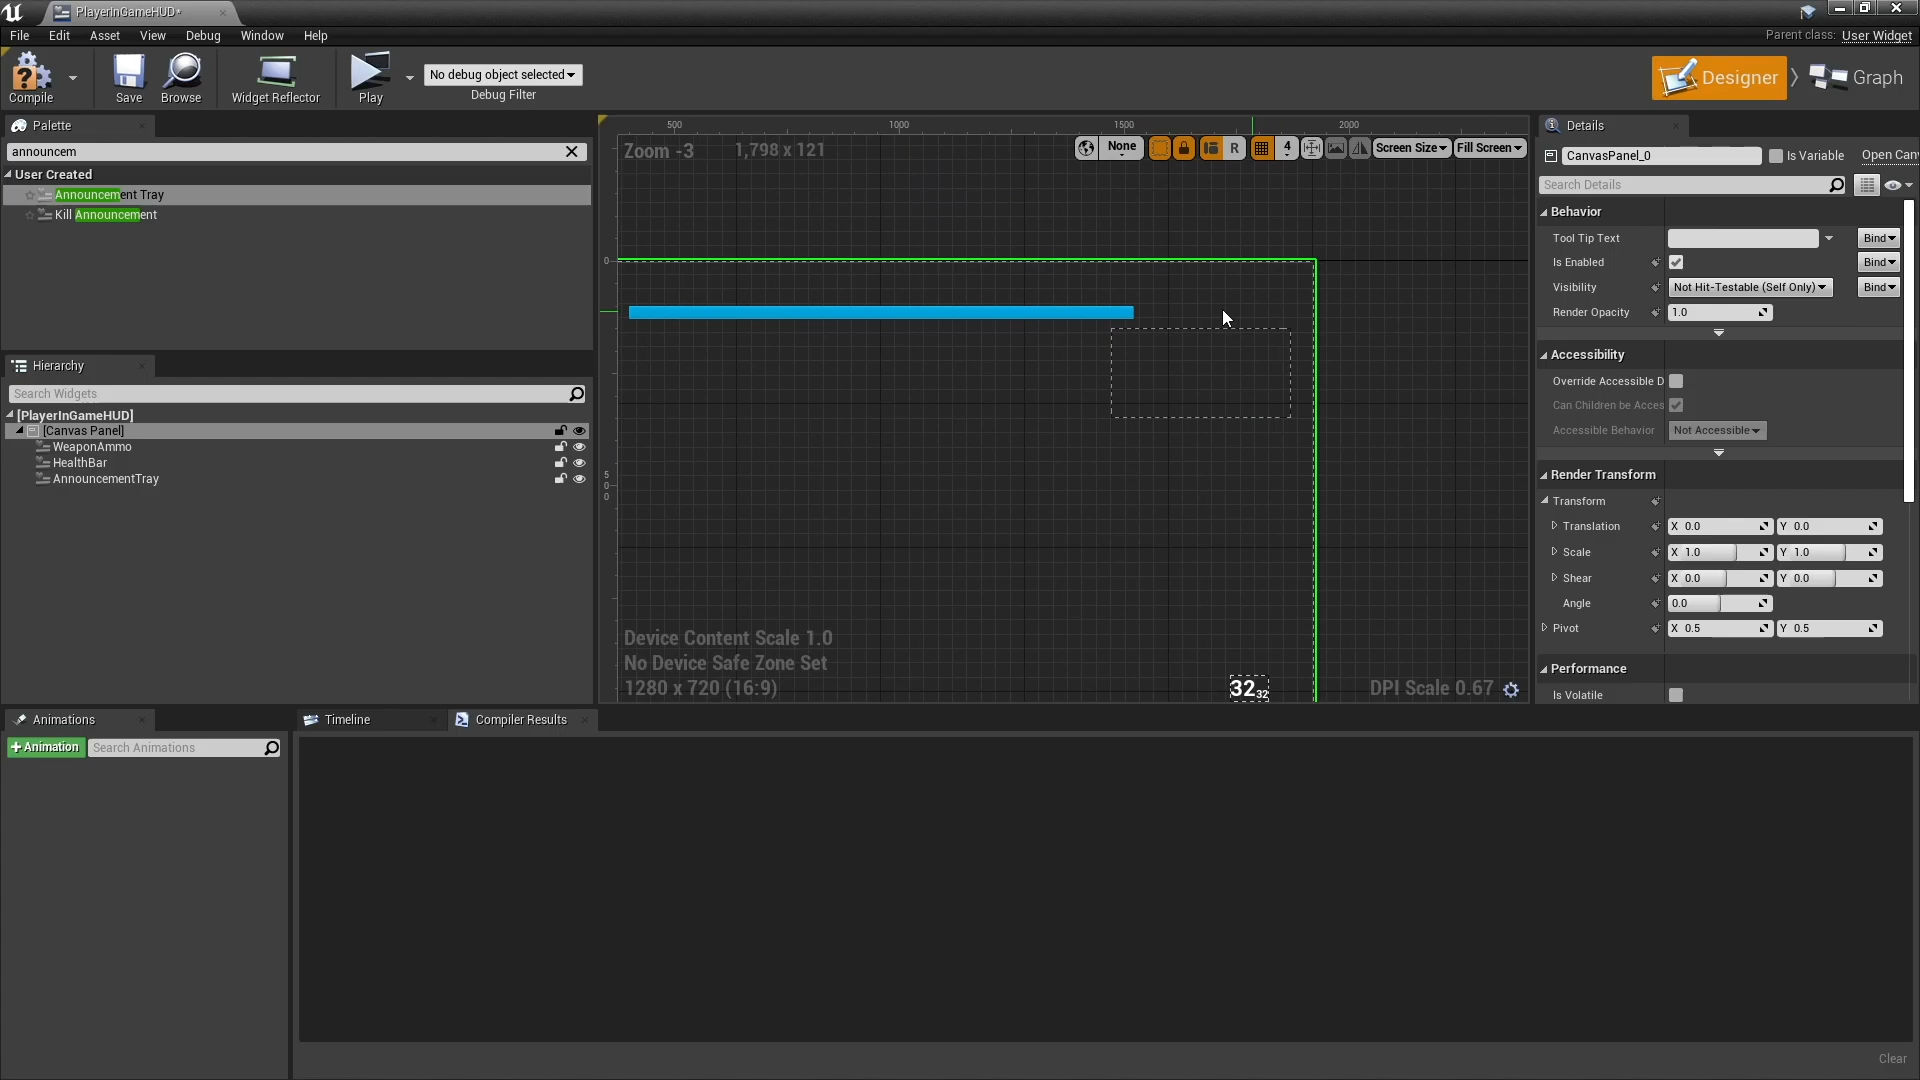 PlayerInGameHUD*
File Edit Asset View Debug Window Help
Parent class: User Widget
Compile
Save
Browse
Widget Reflector
Play
No debug object selected
Debug Filter
Designer
Graph
Palette
announcem
User Created
Announcement Tray
Kill Announcement
Hierarchy
Search Widgets
[PlayerInGameHUD]
[Canvas Panel]
WeaponAmmo
HealthBar
AnnouncementTray
500 1000 1500 2000
Zoom -3 1,798 x 121
None
R
4
Screen Size
Fill Screen
0
5
0
0
Device Content Scale 1.0
No Device Safe Zone Set
1280 x 720 (16:9)
32 32
DPI Scale 0.67
Details
CanvasPanel_0
Is Variable
Open Can
Search Details
Behavior
Tool Tip Text Bind
Is Enabled Bind
Visibility Not Hit-Testable (Self Only) Bind
Render Opacity 1.0
Accessibility
Override Accessible D
Can Children be Acces
Accessible Behavior Not Accessible
Render Transform
Transform
Translation X 0.0 Y 0.0
Scale X 1.0 Y 1.0
Shear X 0.0 Y 0.0
Angle 0.0
Pivot X 0.5 Y 0.5
Performance
Is Volatile
Animations
+Animation
Search Animations
Timeline
Compiler Results
Clear